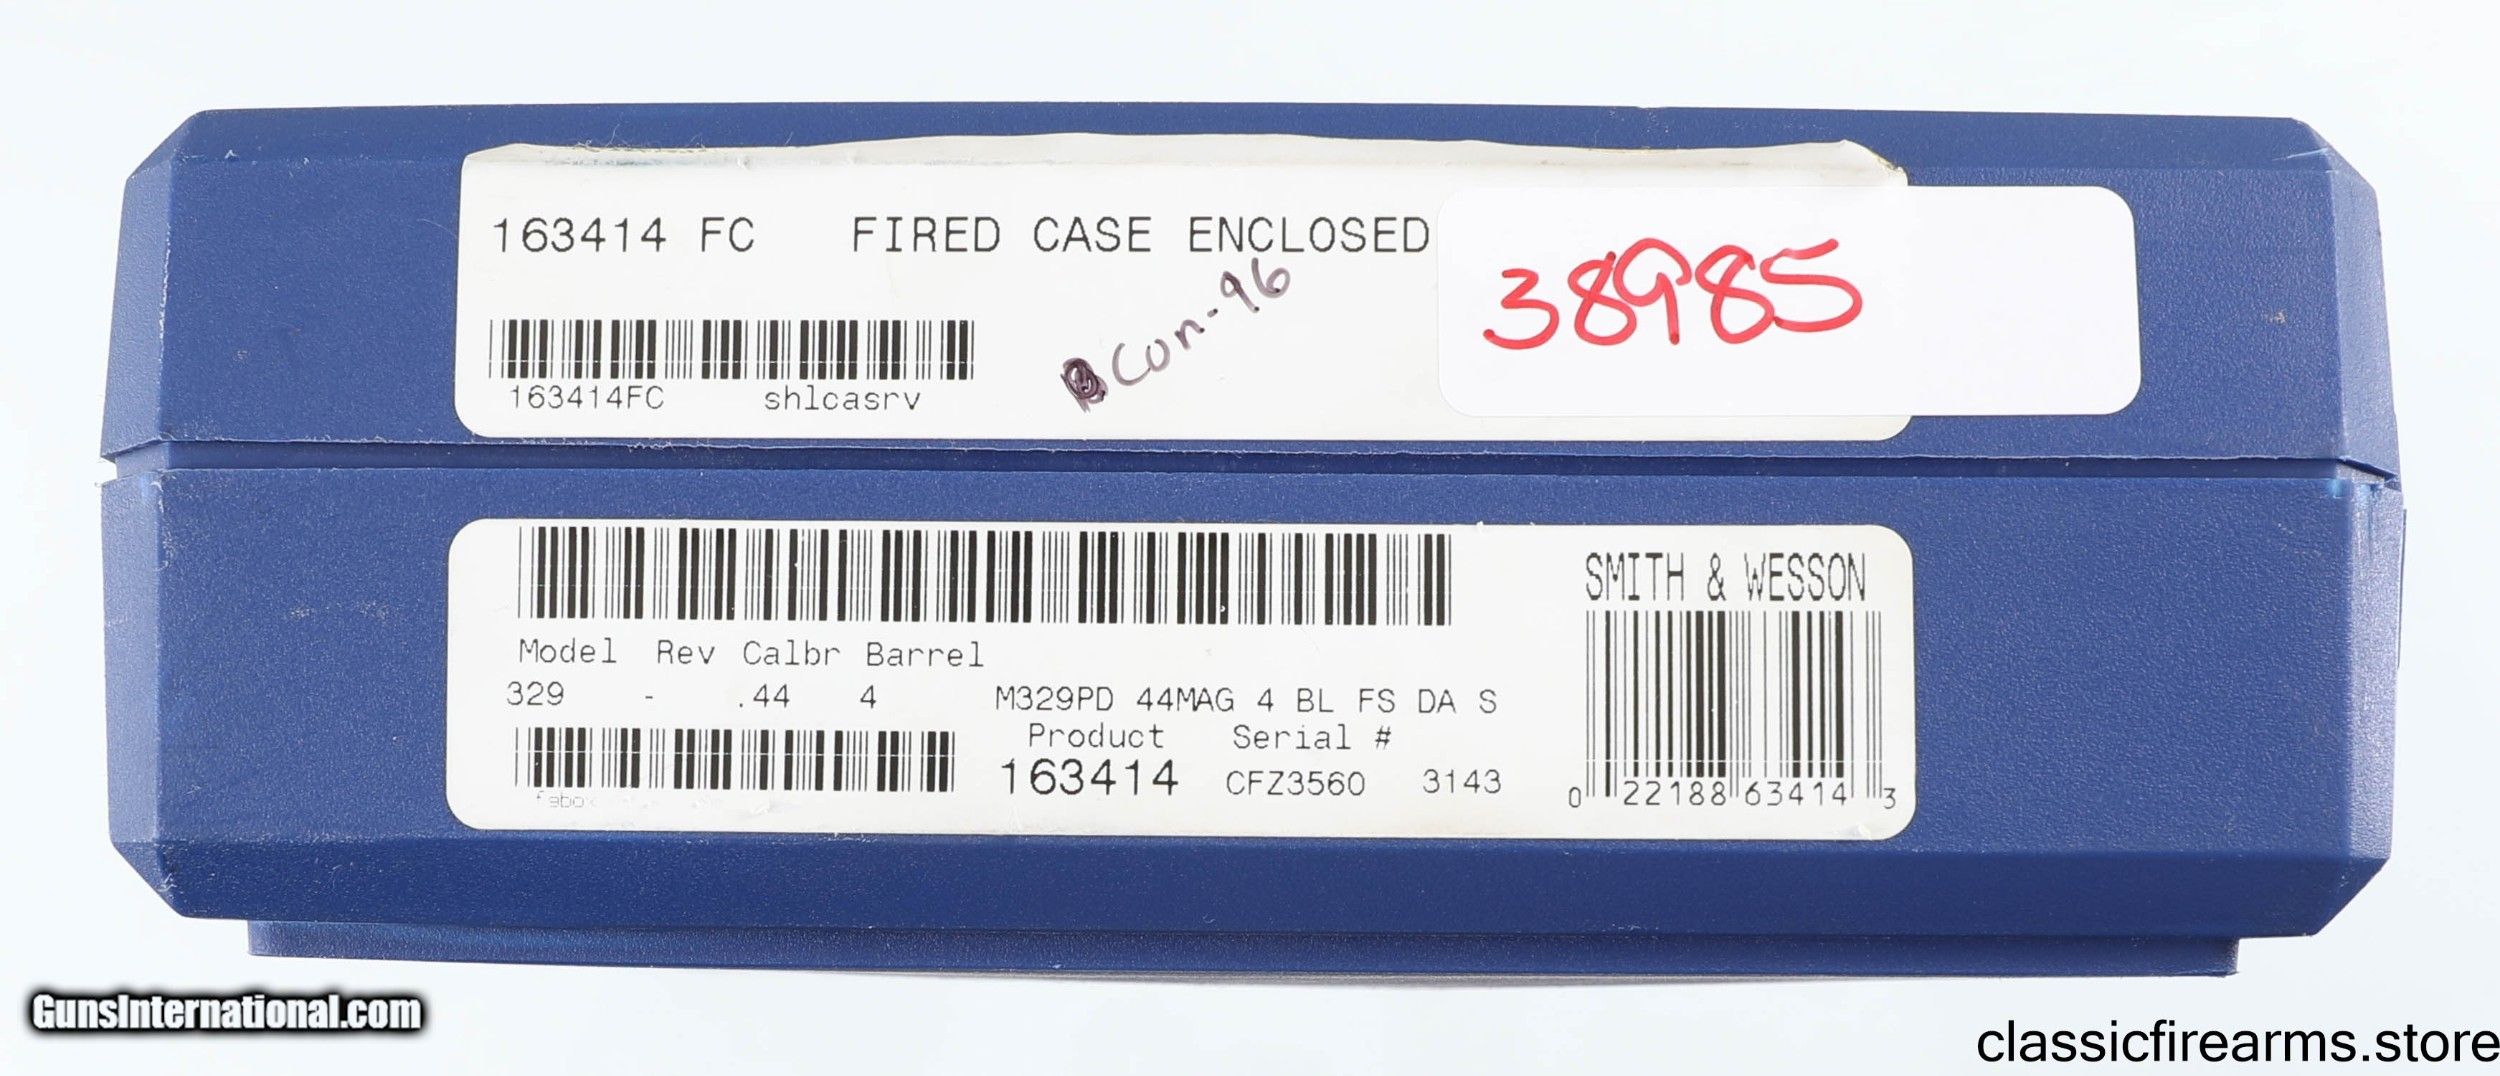 163414 FC FIRED CASE ENCLOSED
38985
Con-96
163414FC shlcasrv
SMITH & WESSON
Model Rev Calbr Barrel
329 - .44 4 M329PD 44MAG 4 BL FS DA S
Product Serial #
163414 CFZ3560 3143
0 22188 63414 3
GunsInternational.com
classicfirearms.store